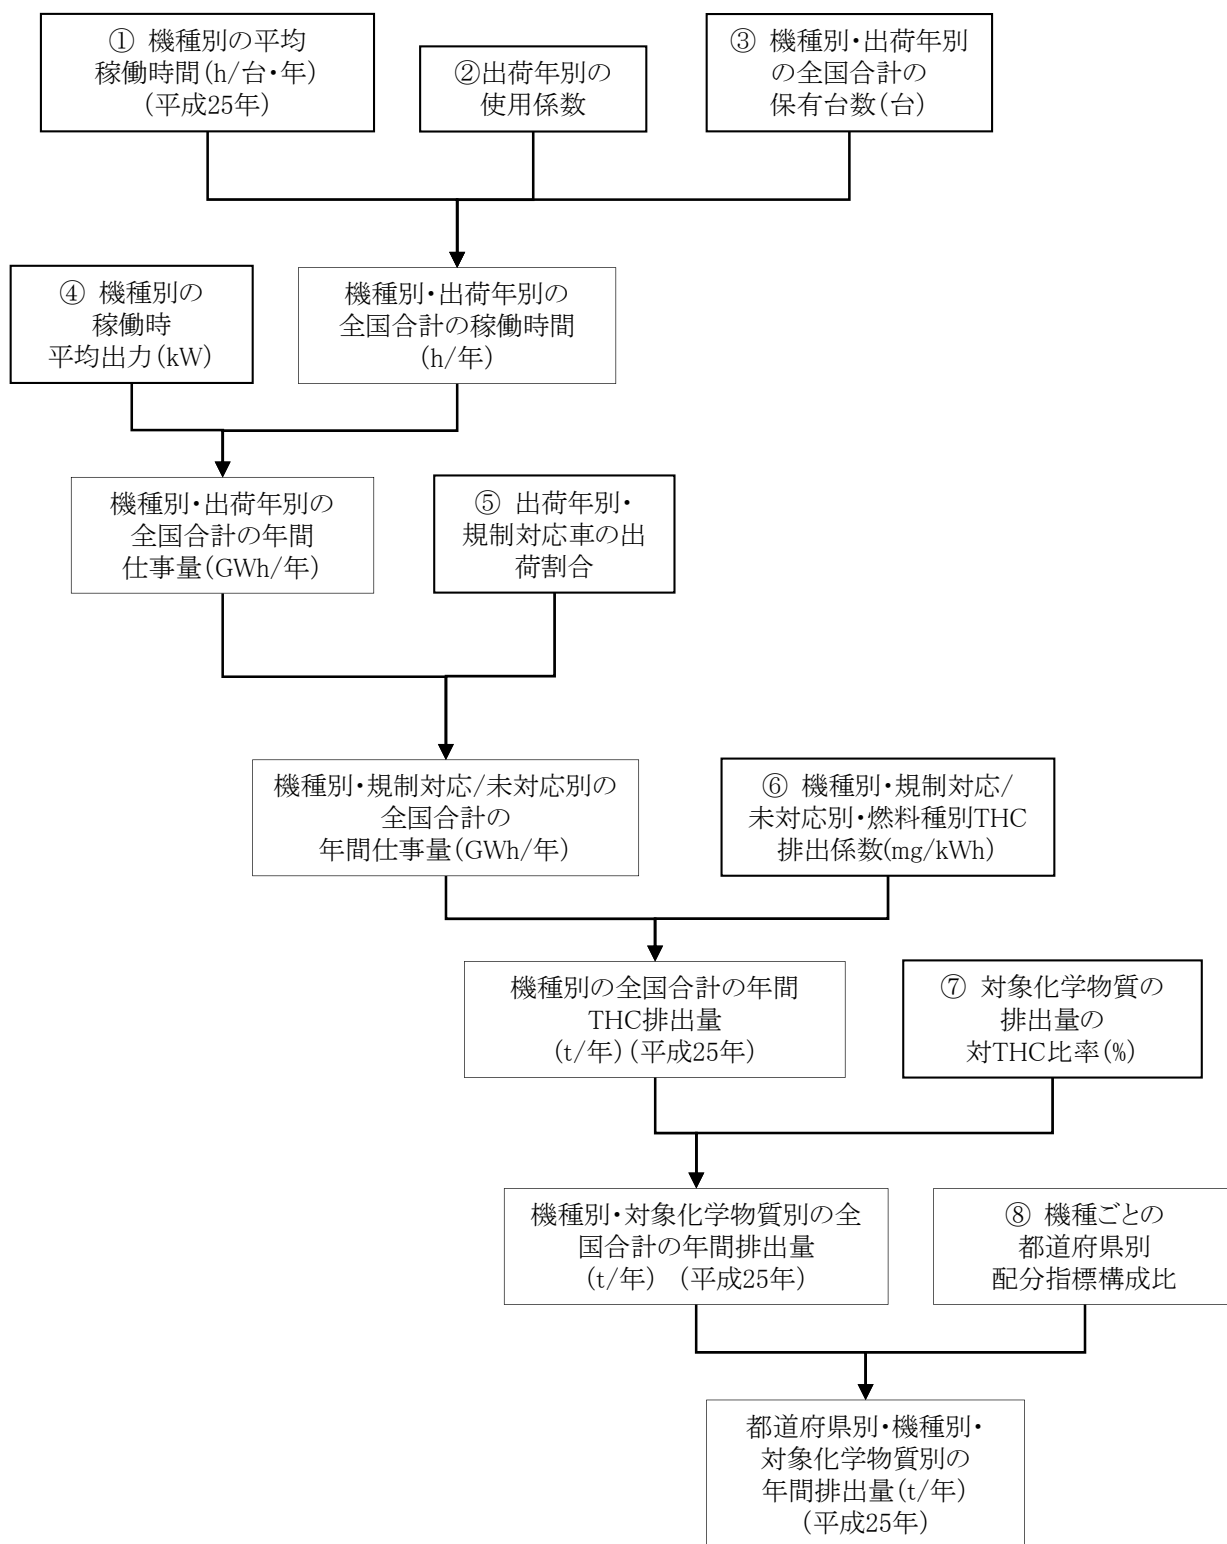 ① 機種別の平均
稼働時間(h/台・年)
(平成25年)
②出荷年別の
使用係数
③ 機種別・出荷年別
の全国合計の
保有台数(台)
④ 機種別の
稼働時
平均出力(kW)
機種別・出荷年別の
全国合計の稼働時間
(h/年)
機種別・出荷年別の
全国合計の年間
仕事量(GWh/年)
⑤ 出荷年別・
規制対応車の出
荷割合
機種別・規制対応/未対応別の
全国合計の
年間仕事量(GWh/年)
⑥ 機種別・規制対応/
未対応別・燃料種別THC
排出係数(mg/kWh)
機種別の全国合計の年間
THC排出量
(t/年)(平成25年)
⑦ 対象化学物質の
排出量の
対THC比率(%)
機種別・対象化学物質別の全
国合計の年間排出量
(t/年) (平成25年)
⑧ 機種ごとの
都道府県別
配分指標構成比
都道府県別・機種別・
対象化学物質別の
年間排出量(t/年)
(平成25年)